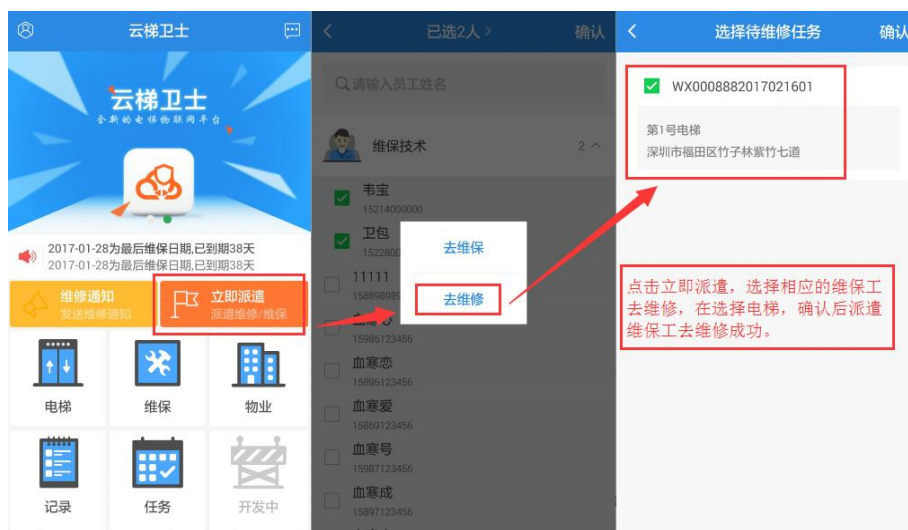 云梯卫士
云梯卫士
全新的电梯物联网平台
2017-01-28为最后维保日期,已到期38天
2017-01-28为最后维保日期,已到期38天
维修通知
发送维修通知
立即派遣
派遣维修/维保
电梯
维保
物业
记录
任务
开发中
已选2人>
确认
请输入员工姓名
维保技术
2
韦宝
15214000000
卫包
152280
11111
15889898
15986123456
血寒恋
15896123456
血寒爱
15869123456
血寒号
15987123456
血寒成
15897123456
去维保
去维修
选择待维修任务
确认
WX0008882017021601
第1号电梯
深圳市福田区竹子林紫竹七道
点击立即派遣，选择相应的维保工
去维修，在选择电梯，确认后派遣
维保工去维修成功。